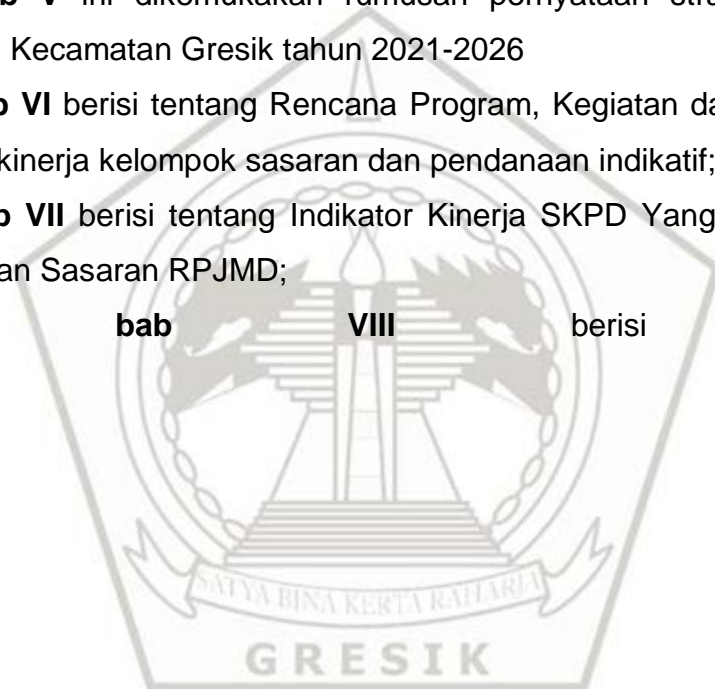 b V ini dikemukakan rumusan pernyataan
Kecamatan Gresik tahun 2021-2026
b VI berisi tentang Rencana Program, Kegiatan da
kinerja kelompok sasaran dan pendanaan indikatif;
b VII berisi tentang Indikator Kinerja SKPD Yang
an Sasaran RPJMD;
bab VIII berisi
SATYA BINA KERTA RAHARJA
GRESIK